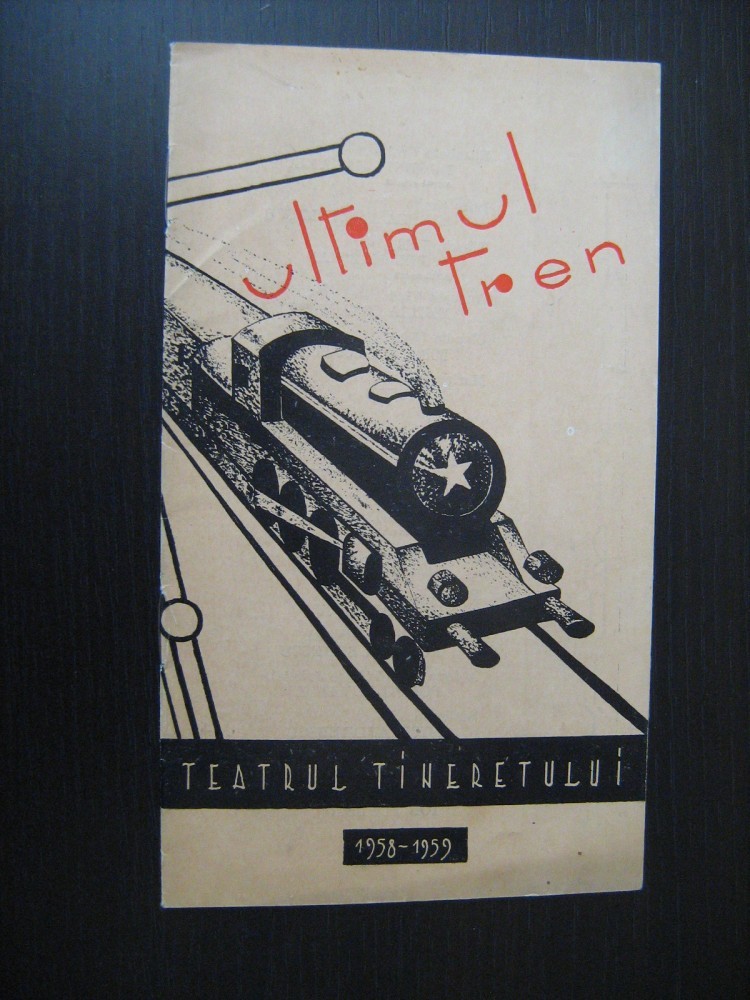 ultimul
tren
TEATRUL TINERETULUI
1958-1959